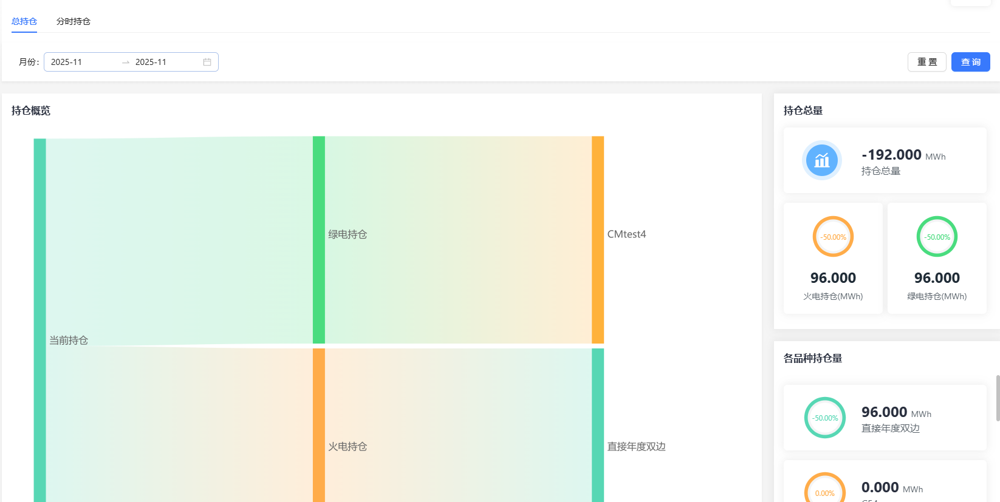 总持仓 分时持仓
月份： 2025-11 → 2025-11 重置 查询
持仓概览
当前持仓
绿电持仓
CMtest4
火电持仓
直接年度双边
持仓总量
-192.000 MWh
持仓总量
-50.00%
96.000
火电持仓(MWh)
-50.00%
96.000
绿电持仓(MWh)
各品种持仓量
-50.00%
96.000 MWh
直接年度双边
0.00%
0.000 MWh